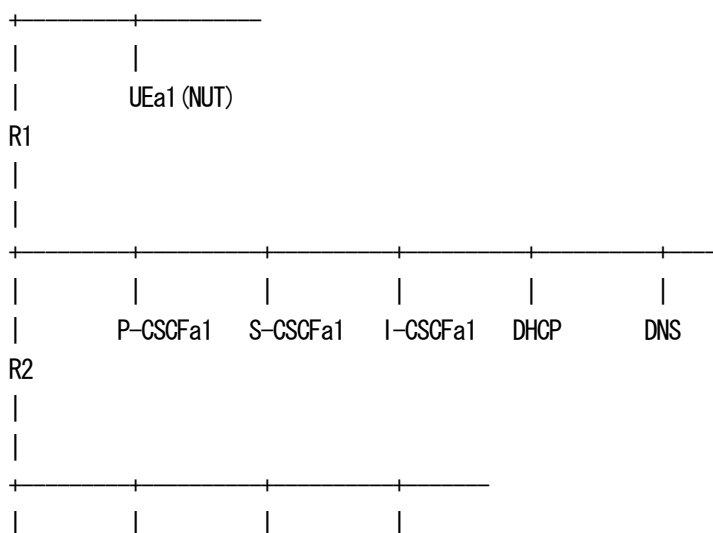 UEa1(NUT)
R1
P-CSCFa1 S-CSCFa1 I-CSCFa1 DHCP DNS
R2